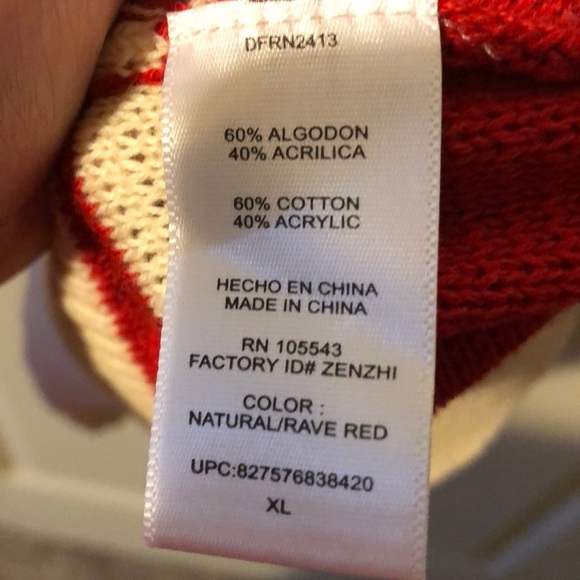 DFRN2413
60% ALGODON
40% ACRILICA
60% COTTON
40% ACRYLIC
HECHO EN CHINA
MADE IN CHINA
RN 105543
FACTORY ID# ZENZHI
COLOR :
NATURAL/RAVE RED
UPC:827576838420
XL